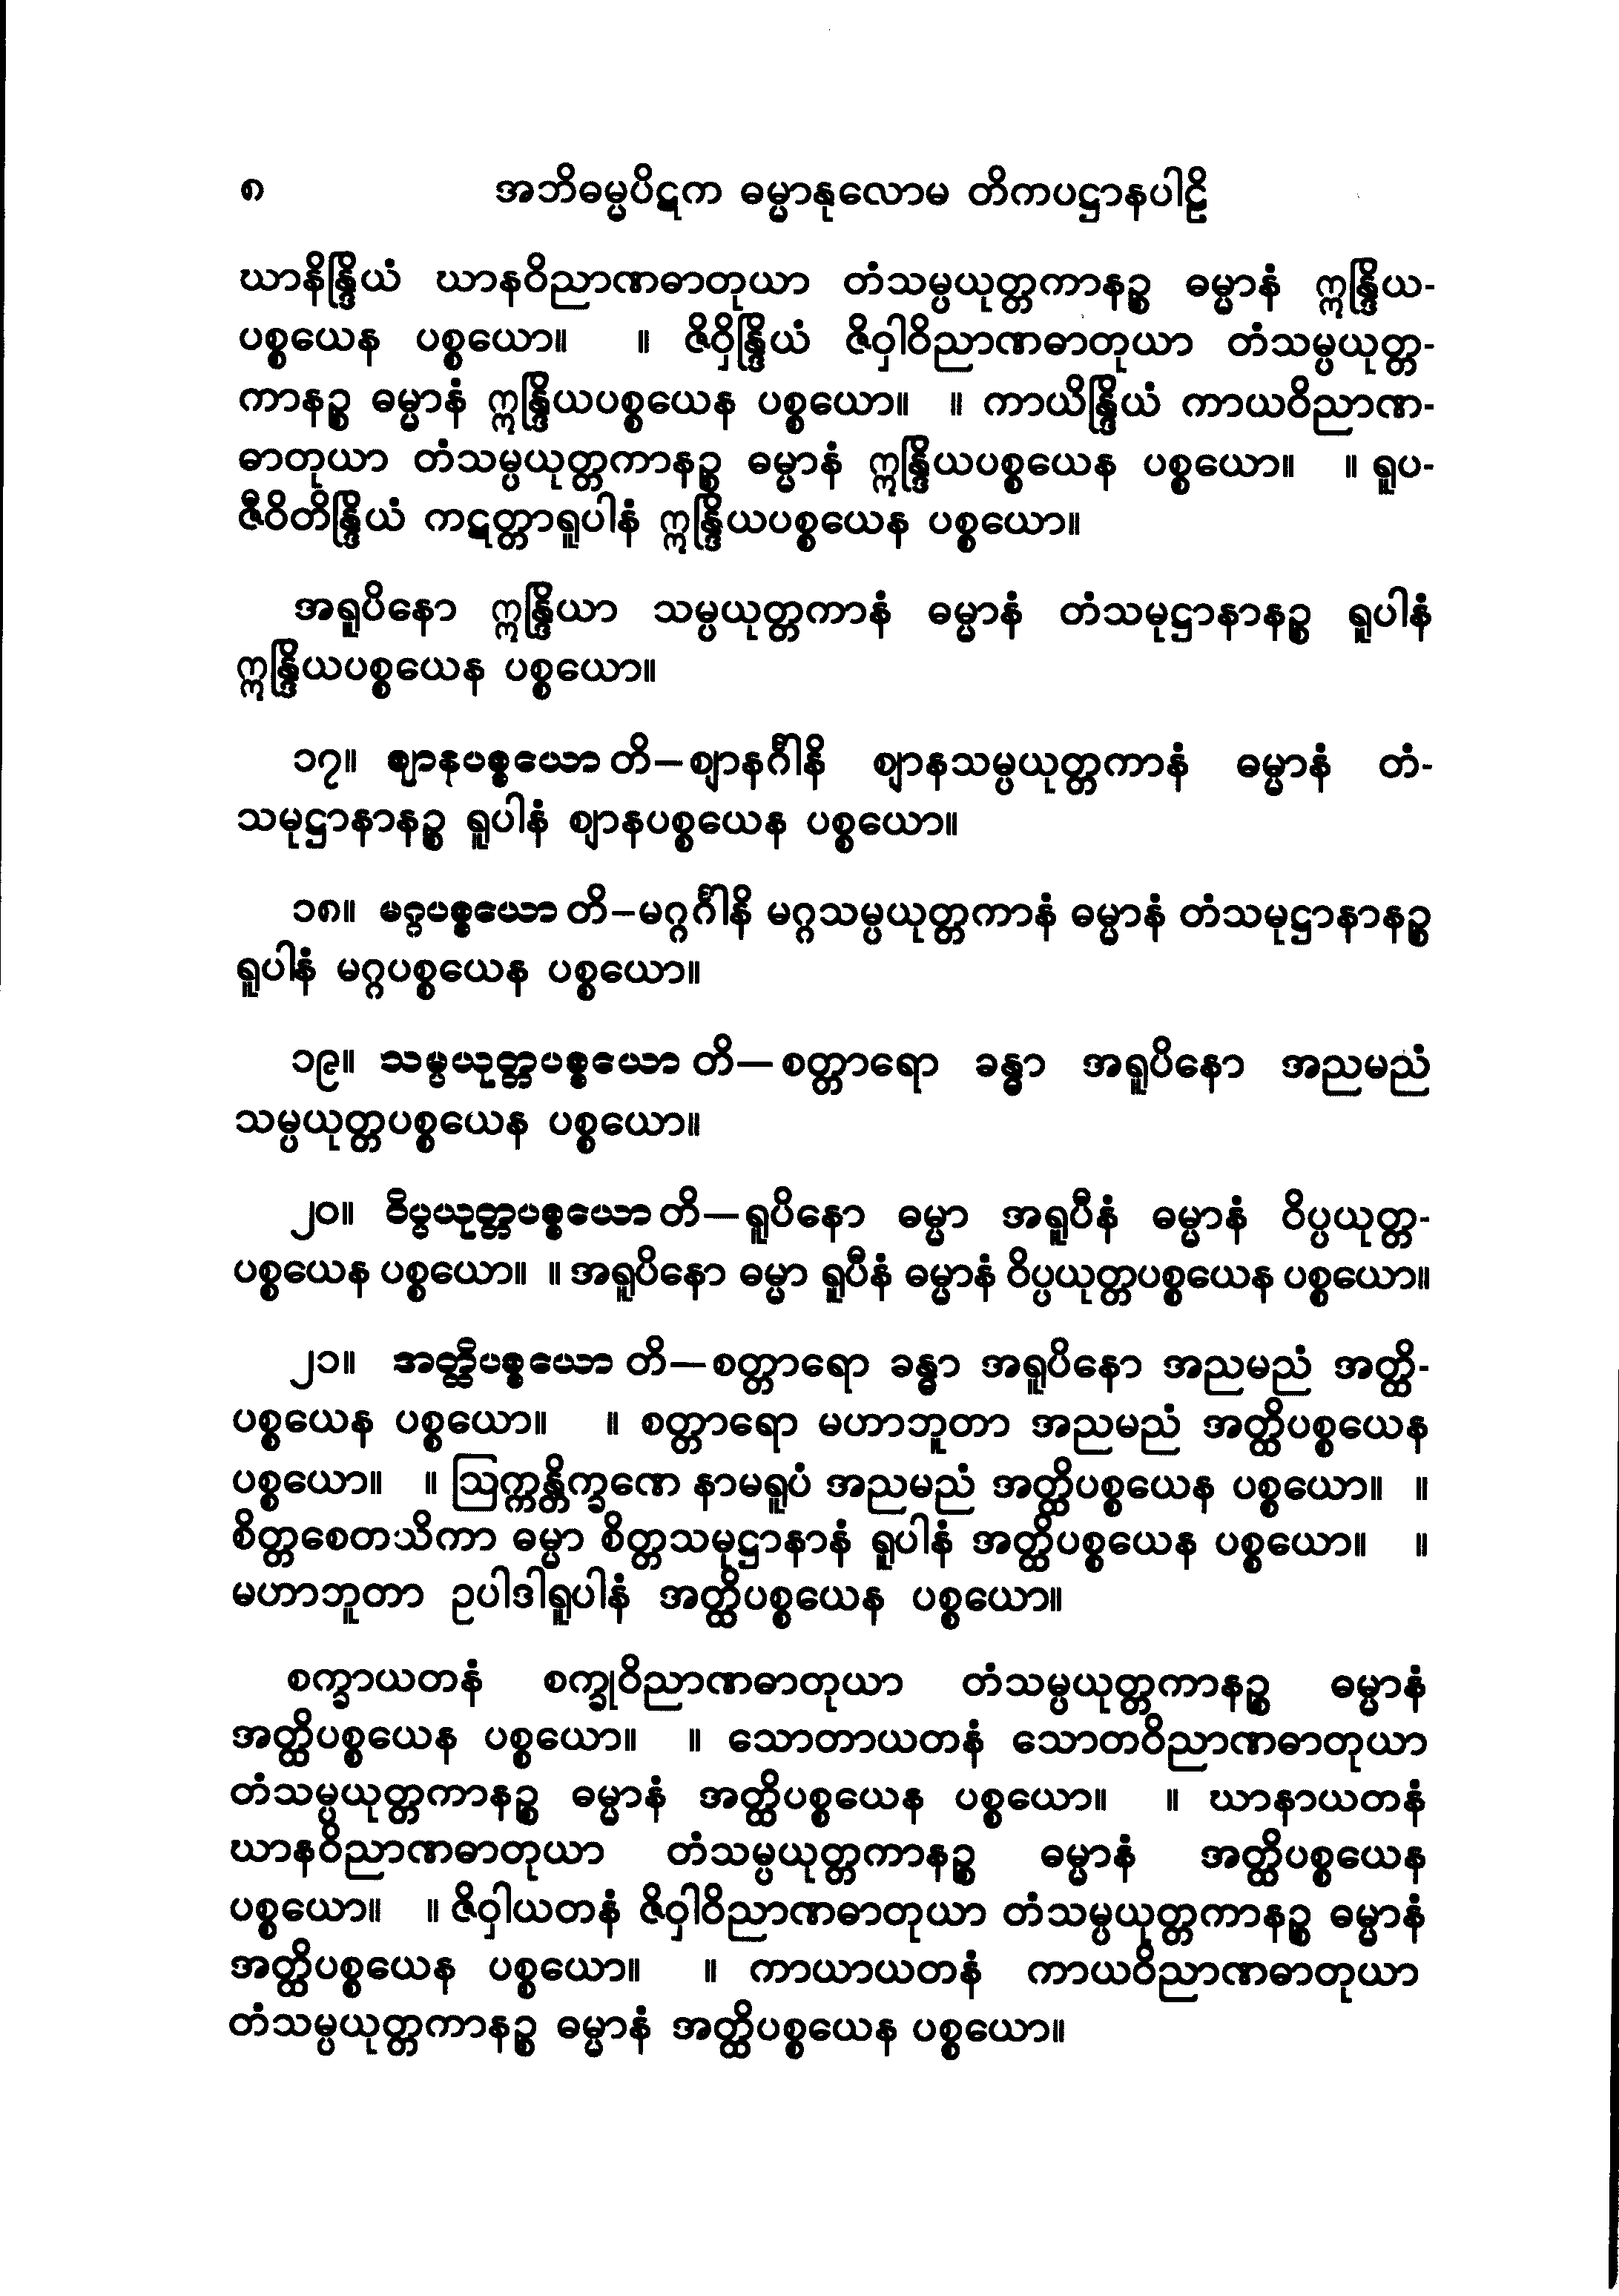 ၈ အဘိဓမ္မပိဋက ဓမ္မာနုလောမ တိကပဋ္ဌာနပါဠိ
ဃာနိန္ဒြိယံ ဃာနဝိညာဏဓာတုယာ တံသမ္ပယုတ္တကာနဉ္စ ဓမ္မာနံ ဣန္ဒြိယ-
ပစ္စယေန ပစ္စယော။ ။ ဇိဝှိန္ဒြိယံ ဇိဝှါဝိညာဏဓာတုယာ တံသမ္ပယုတ္တ-
ကာနဉ္စ ဓမ္မာနံ ဣန္ဒြိယပစ္စယေန ပစ္စယော။ ။ ကာယိန္ဒြိယံ ကာယဝိညာဏ-
ဓာတုယာ တံသမ္ပယုတ္တကာနဉ္စ ဓမ္မာနံ ဣန္ဒြိယပစ္စယေန ပစ္စယော။ ။ ရူပ-
ဇီဝိတိန္ဒြိယံ ကဋတ္တာရူပါနံ ဣန္ဒြိယပစ္စယေန ပစ္စယော။
အရူပိနော ဣန္ဒြိယာ သမ္ပယုတ္တကာနံ ဓမ္မာနံ တံသမုဋ္ဌာနာနဉ္စ ရူပါနံ
ဣန္ဒြိယပစ္စယေန ပစ္စယော။
၁၇။ ဈာနပစ္စယော တိ–ဈာနင်္ဂါနိ ဈာနသမ္ပယုတ္တကာနံ ဓမ္မာနံ တံ-
သမုဋ္ဌာနာနဉ္စ ရူပါနံ ဈာနပစ္စယေန ပစ္စယော။
၁၈။ မဂ္ဂပစ္စယော တိ–မဂ္ဂင်္ဂါနိ မဂ္ဂသမ္ပယုတ္တကာနံ ဓမ္မာနံ တံသမုဋ္ဌာနာနဉ္စ
ရူပါနံ မဂ္ဂပစ္စယေန ပစ္စယော။
၁၉။ သမ္ပယုတ္တပစ္စယော တိ—စတ္တာရော ခန္ဓာ အရူပိနော အညမညံ
သမ္ပယုတ္တပစ္စယေန ပစ္စယော။
၂၀။ ဝိပ္ပယုတ္တပစ္စယော တိ—ရူပိနော ဓမ္မာ အရူပီနံ ဓမ္မာနံ ဝိပ္ပယုတ္တ-
ပစ္စယေန ပစ္စယော။ ။ အရူပိနော ဓမ္မာ ရူပီနံ ဓမ္မာနံ ဝိပ္ပယုတ္တပစ္စယေန ပစ္စယော။
၂၁။ အတ္ထိပစ္စယော တိ—စတ္တာရော ခန္ဓာ အရူပိနော အညမညံ အတ္ထိ-
ပစ္စယေန ပစ္စယော။ ။ စတ္တာရော မဟာဘူတာ အညမညံ အတ္ထိပစ္စယေန
ပစ္စယော။ ။ ဩက္ကန္တိက္ခဏေ နာမရူပံ အညမညံ အတ္ထိပစ္စယေန ပစ္စယော။ ။
စိတ္တစေတသိကာ ဓမ္မာ စိတ္တသမုဋ္ဌာနာနံ ရူပါနံ အတ္ထိပစ္စယေန ပစ္စယော။ ။
မဟာဘူတာ ဥပါဒါရူပါနံ အတ္ထိပစ္စယေန ပစ္စယော။
စက္ခာယတနံ စက္ခုဝိညာဏဓာတုယာ တံသမ္ပယုတ္တကာနဉ္စ ဓမ္မာနံ
အတ္ထိပစ္စယေန ပစ္စယော။ ။ သောတာယတနံ သောတဝိညာဏဓာတုယာ
တံသမ္ပယုတ္တကာနဉ္စ ဓမ္မာနံ အတ္ထိပစ္စယေန ပစ္စယော။ ။ ဃာနာယတနံ
ဃာနဝိညာဏဓာတုယာ တံသမ္ပယုတ္တကာနဉ္စ ဓမ္မာနံ အတ္ထိပစ္စယေန
ပစ္စယော။ ။ ဇိဝှါယတနံ ဇိဝှါဝိညာဏဓာတုယာ တံသမ္ပယုတ္တကာနဉ္စ ဓမ္မာနံ
အတ္ထိပစ္စယေန ပစ္စယော။ ။ ကာယာယတနံ ကာယဝိညာဏဓာတုယာ
တံသမ္ပယုတ္တကာနဉ္စ ဓမ္မာနံ အတ္ထိပစ္စယေန ပစ္စယော။